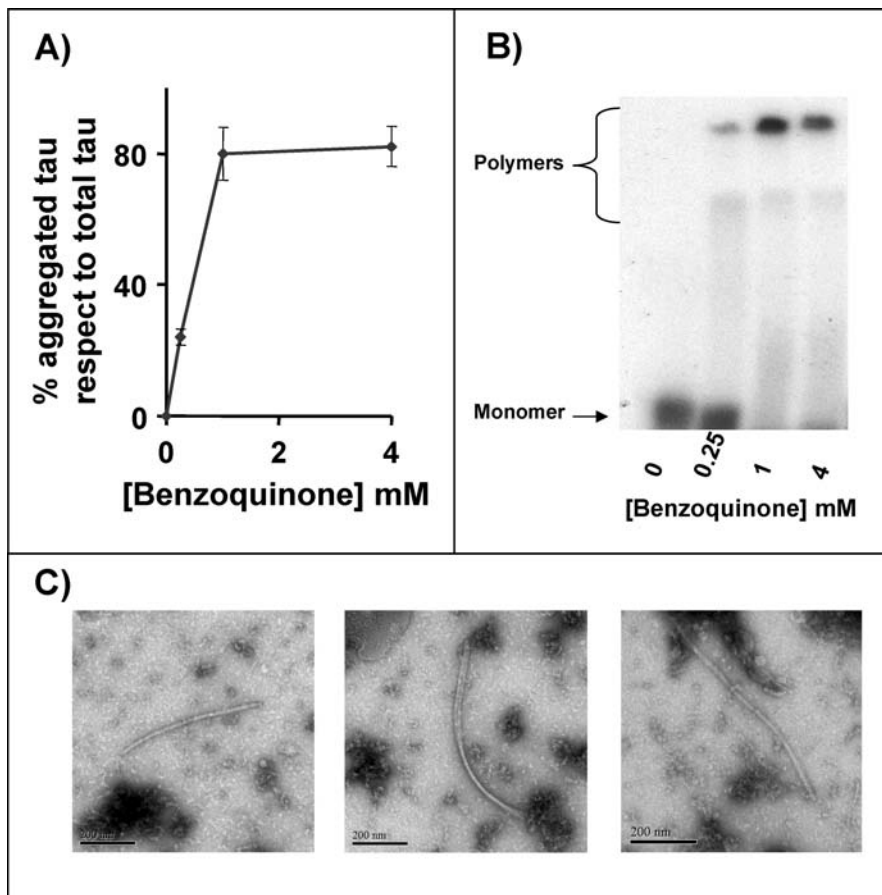 A)
% aggregated tau
respect to total tau
80
40
0
0 2 4
[Benzoquinone] mM
B)
Polymers
Monomer
0 0.25 1 4
[Benzoquinone] mM
C)
200 nm
200 nm
200 nm